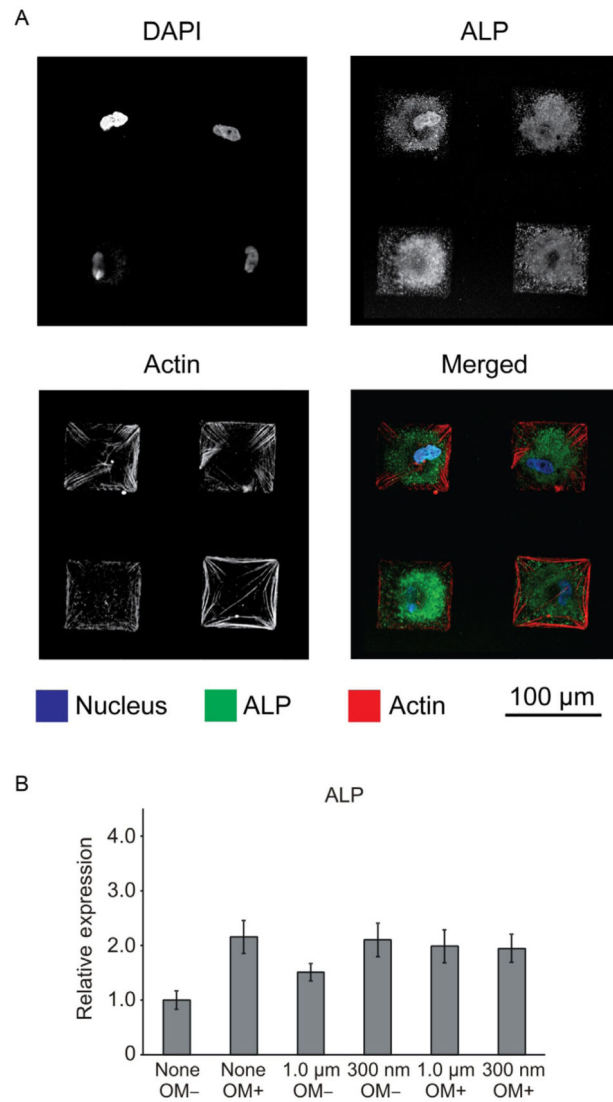 A
DAPI
ALP
Actin
Merged
Nucleus
ALP
Actin
100 µm
B
ALP
Relative expression
4.0
3.0
2.0
1.0
0
None
OM−
None
OM+
1.0 µm
OM−
300 nm
OM−
1.0 µm
OM+
300 nm
OM+